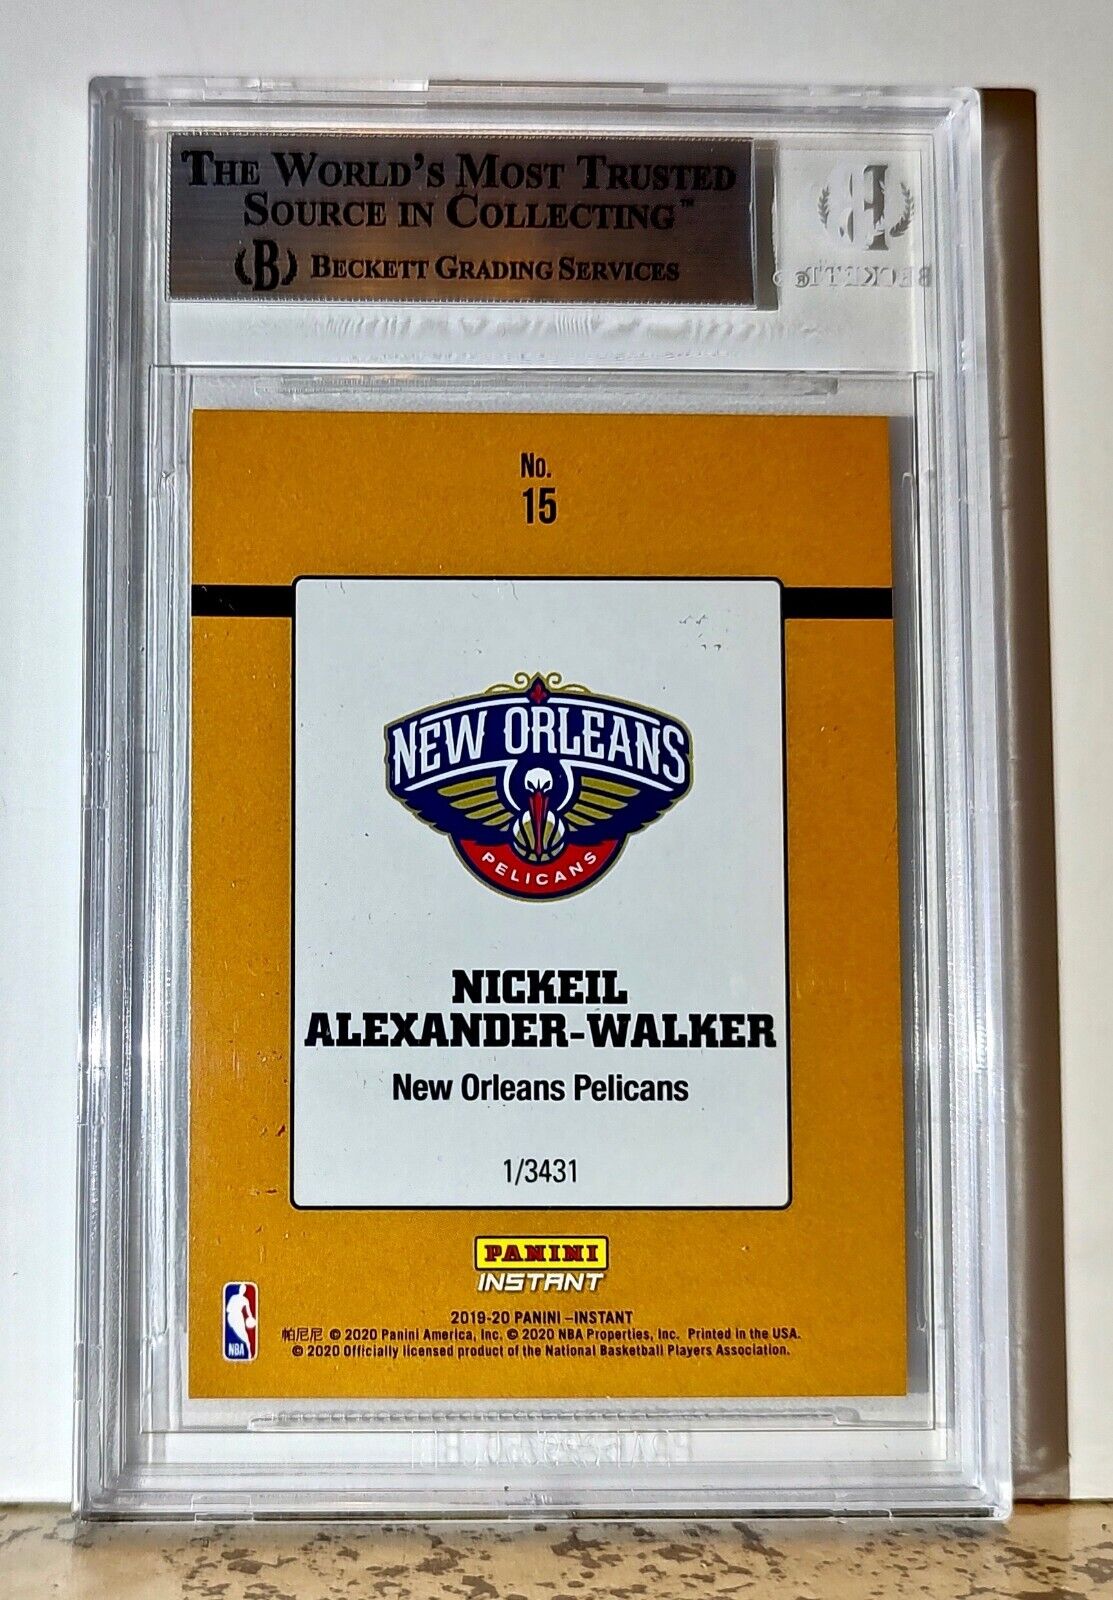 THE WORLD'S MOST TRUSTED
SOURCE IN COLLECTING™
(B) BECKETT GRADING SERVICES
BECKETT®
No.
15
NEW ORLEANS
PELICANS
NICKEIL
ALEXANDER-WALKER
New Orleans Pelicans
1/3431
PANINI
INSTANT
2019-20 PANINI –INSTANT
帕尼尼 © 2020 Panini America, Inc. © 2020 NBA Properties, Inc. Printed in the USA.
© 2020 Officially licensed product of the National Basketball Players Association.
NBA